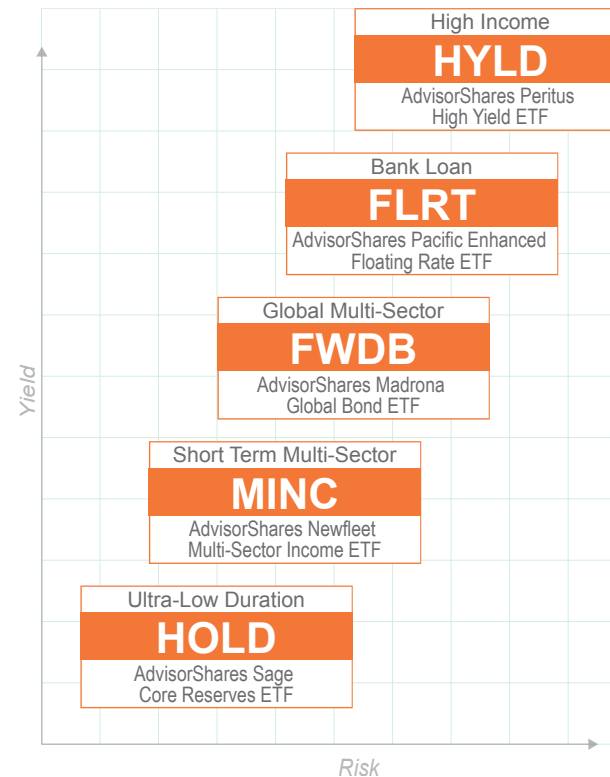 High Income
HYLD
AdvisorShares Peritus
High Yield ETF
Bank Loan
FLRT
AdvisorShares Pacific Enhanced
Floating Rate ETF
Global Multi-Sector
FWDB
AdvisorShares Madrona
Global Bond ETF
Yield
Short Term Multi-Sector
MINC
AdvisorShares Newfleet
Multi-Sector Income ETF
Ultra-Low Duration
HOLD
AdvisorShares Sage
Core Reserves ETF
Risk